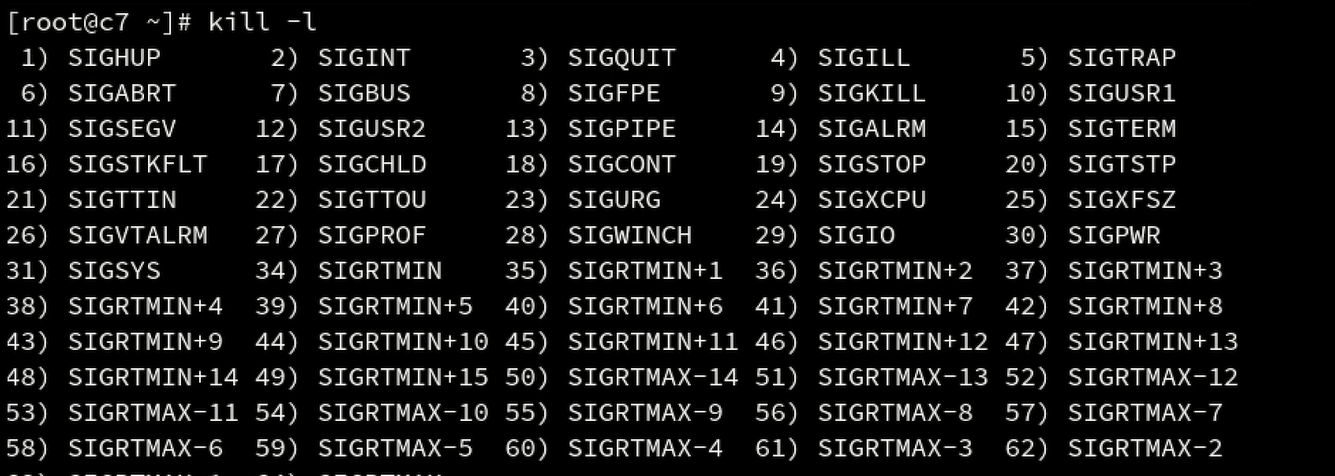 [root@c7 ~]# kill -l
 1) SIGHUP       2) SIGINT       3) SIGQUIT      4) SIGILL       5) SIGTRAP
 6) SIGABRT      7) SIGBUS       8) SIGFPE       9) SIGKILL     10) SIGUSR1
11) SIGSEGV     12) SIGUSR2     13) SIGPIPE     14) SIGALRM     15) SIGTERM
16) SIGSTKFLT   17) SIGCHLD     18) SIGCONT     19) SIGSTOP     20) SIGTSTP
21) SIGTTIN     22) SIGTTOU     23) SIGURG      24) SIGXCPU     25) SIGXFSZ
26) SIGVTALRM   27) SIGPROF     28) SIGWINCH    29) SIGIO       30) SIGPWR
31) SIGSYS      34) SIGRTMIN    35) SIGRTMIN+1  36) SIGRTMIN+2  37) SIGRTMIN+3
38) SIGRTMIN+4  39) SIGRTMIN+5  40) SIGRTMIN+6  41) SIGRTMIN+7  42) SIGRTMIN+8
43) SIGRTMIN+9  44) SIGRTMIN+10 45) SIGRTMIN+11 46) SIGRTMIN+12 47) SIGRTMIN+13
48) SIGRTMIN+14 49) SIGRTMIN+15 50) SIGRTMAX-14 51) SIGRTMAX-13 52) SIGRTMAX-12
53) SIGRTMAX-11 54) SIGRTMAX-10 55) SIGRTMAX-9  56) SIGRTMAX-8  57) SIGRTMAX-7
58) SIGRTMAX-6  59) SIGRTMAX-5  60) SIGRTMAX-4  61) SIGRTMAX-3  62) SIGRTMAX-2